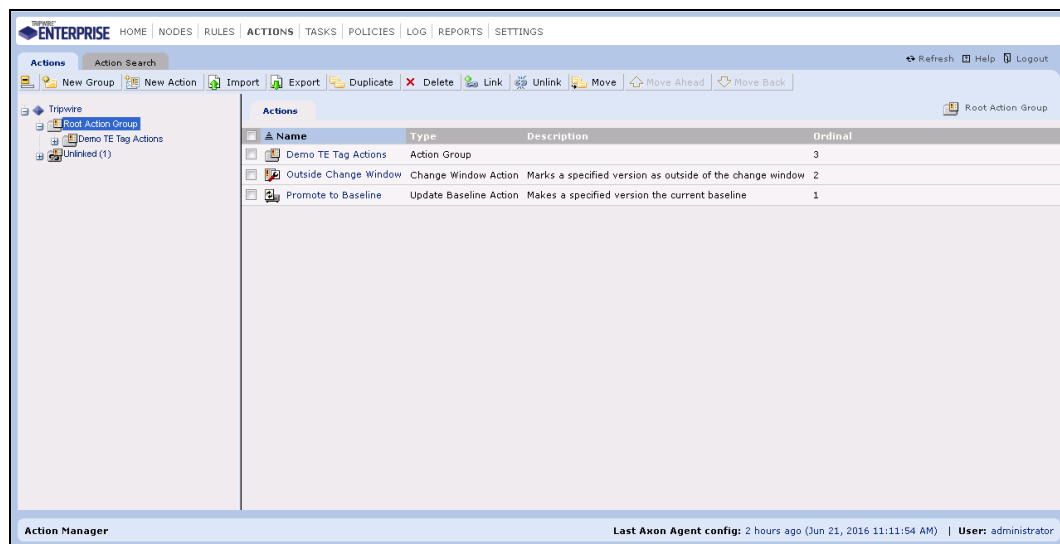 TRIPWIRE
ENTERPRISE HOME NODES RULES ACTIONS TASKS POLICIES LOG REPORTS SETTINGS
Actions Action Search Refresh Help Logout
New Group New Action Import Export Duplicate Delete Link Unlink Move Move Ahead Move Back
Tripwire
Root Action Group
Demo TE Tag Actions
Unlinked (1)
Actions Root Action Group
Name Type Description Ordinal
Demo TE Tag Actions Action Group 3
Outside Change Window Change Window Action Marks a specified version as outside of the change window 2
Promote to Baseline Update Baseline Action Makes a specified version the current baseline 1
Action Manager Last Axon Agent config: 2 hours ago (Jun 21, 2016 11:11:54 AM) | User: administrator